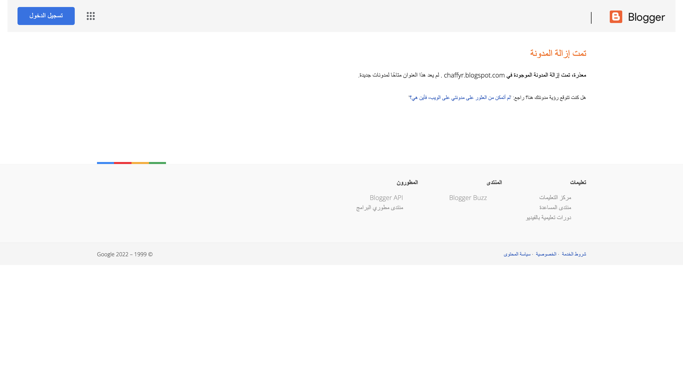 Blogger
تسجيل الدخول
تمت إزالة المدونة
معذرة، تمت إزالة المدونة الموجودة في chaffyr.blogspot.com . لم يعد هذا العنوان متاحًا لمدونات جديدة.
هل كنت تتوقع رؤية مدونتك هنا؟ راجع: 'لم أتمكن من العثور على مدونتي على الويب، فأين هي؟'
تعليمات
مركز التعليمات
منتدى المساعدة
دورات تعليمية بالفيديو
المنتدى
Blogger Buzz
المطورون
Blogger API
منتدى مطوري البرامج
شروط الخدمة · الخصوصية · سياسة المحتوى
Google 2022 – 1999 ©